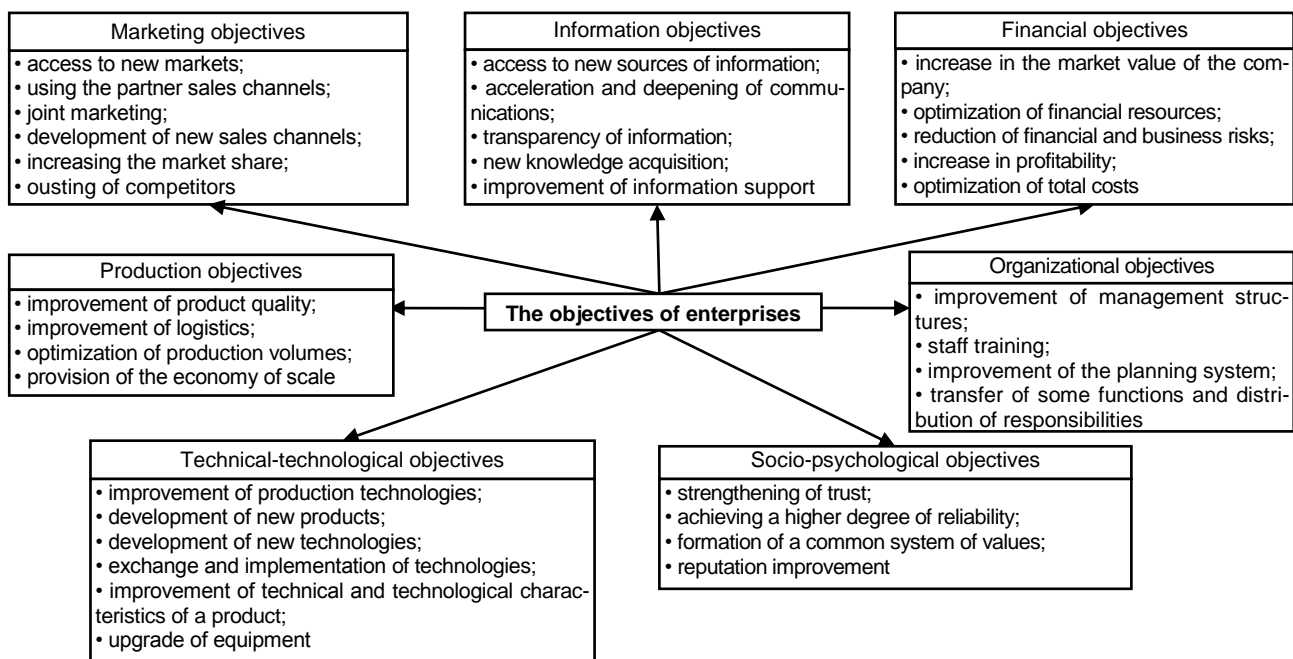 Marketing objectives
• access to new markets;
• using the partner sales channels;
• joint marketing;
• development of new sales channels;
• increasing the market share;
• ousting of competitors
Information objectives
• access to new sources of information;
• acceleration and deepening of commu-
nications;
• transparency of information;
• new knowledge acquisition;
• improvement of information support
Financial objectives
• increase in the market value of the com-
pany;
• optimization of financial resources;
• reduction of financial and business risks;
• increase in profitability;
• optimization of total costs
Production objectives
• improvement of product quality;
• improvement of logistics;
• optimization of production volumes;
• provision of the economy of scale
The objectives of enterprises
Organizational objectives
• improvement of management struc-
tures;
• staff training;
• improvement of the planning system;
• transfer of some functions and distri-
bution of responsibilities
Technical-technological objectives
• improvement of production technologies;
• development of new products;
• development of new technologies;
• exchange and implementation of technologies;
• improvement of technical and technological charac-
teristics of a product;
• upgrade of equipment
Socio-psychological objectives
• strengthening of trust;
• achieving a higher degree of reliability;
• formation of a common system of values;
• reputation improvement